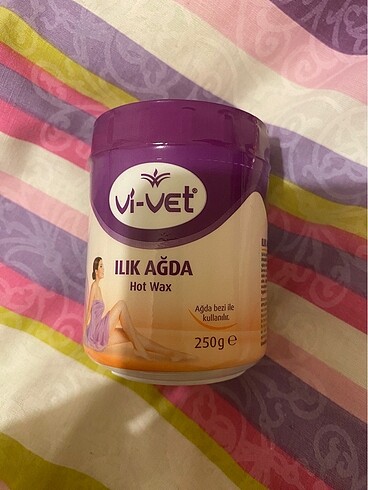 Vi-VET®
ILIK AĞDA
Hot Wax
Ağda bezi ile
kullanılır.
250g ℮